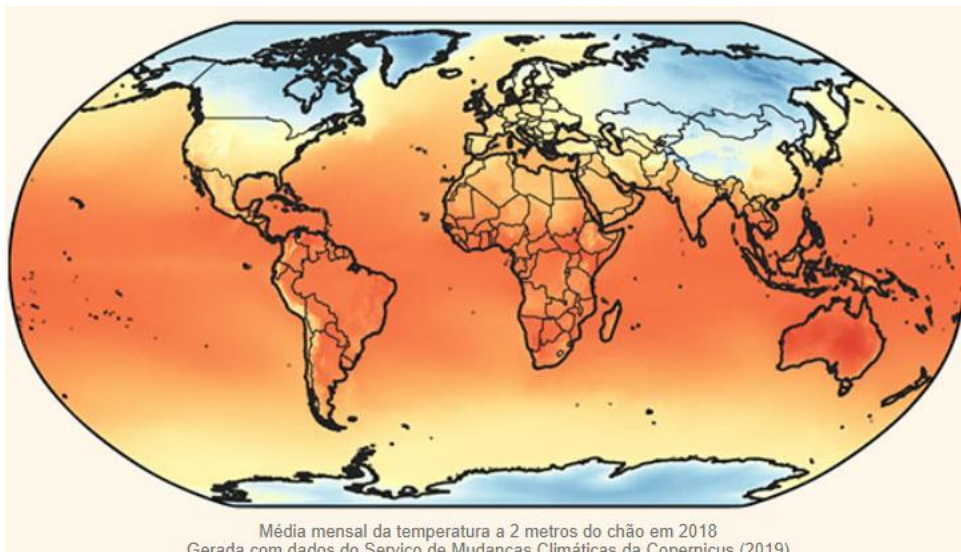 Média mensal da temperatura a 2 metros do chão em 2018
Gerada com dados do Serviço de Mudanças Climáticas da Copernicus (2019)